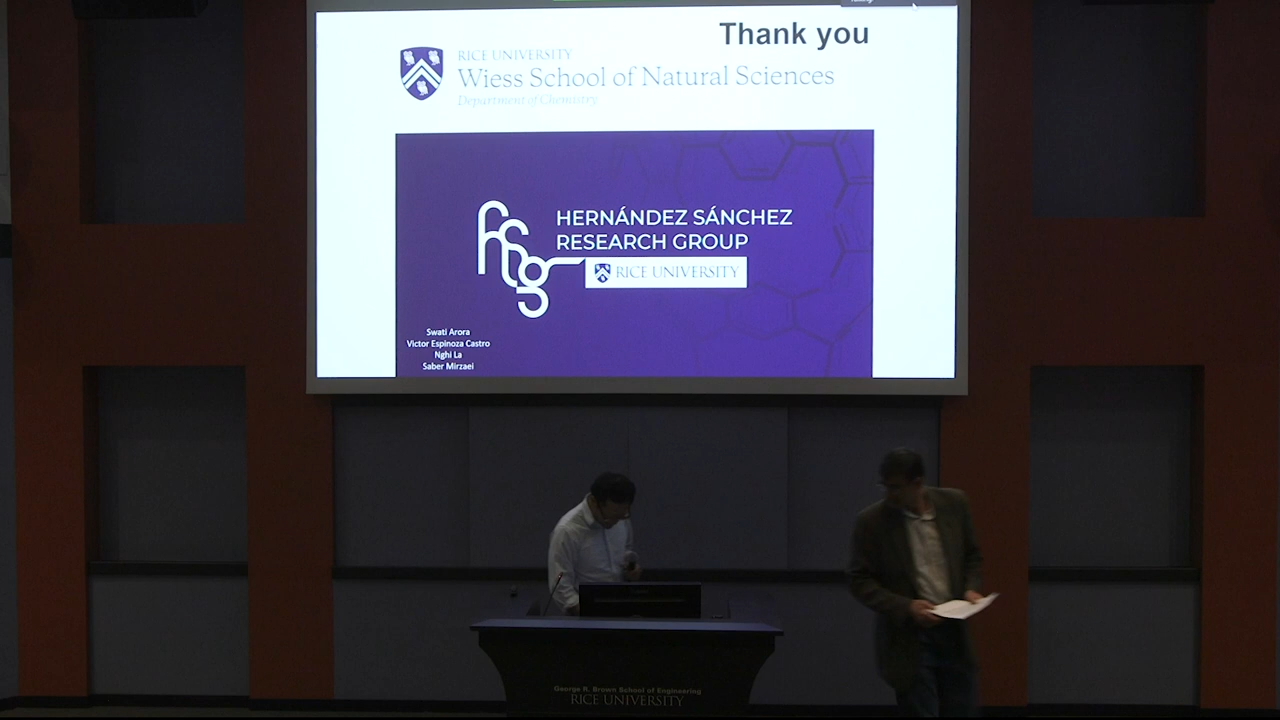 Thank you
RICE UNIVERSITY
Wiess School of Natural Sciences
Department of Chemistry
hsg
HERNÁNDEZ SÁNCHEZ
RESEARCH GROUP
RICE UNIVERSITY
Swati Arora
Victor Espinoza Castro
Nghi La
Saber Mirzaei
George R. Brown School of Engineering
RICE UNIVERSITY